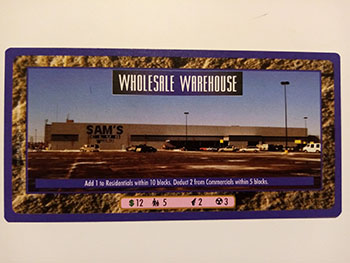 WHOLESALE WAREHOUSE
SAM'S
Add 1 to Residentials within 10 blocks. Deduct 2 from Commercials within 5 blocks.
$12 5 2 3